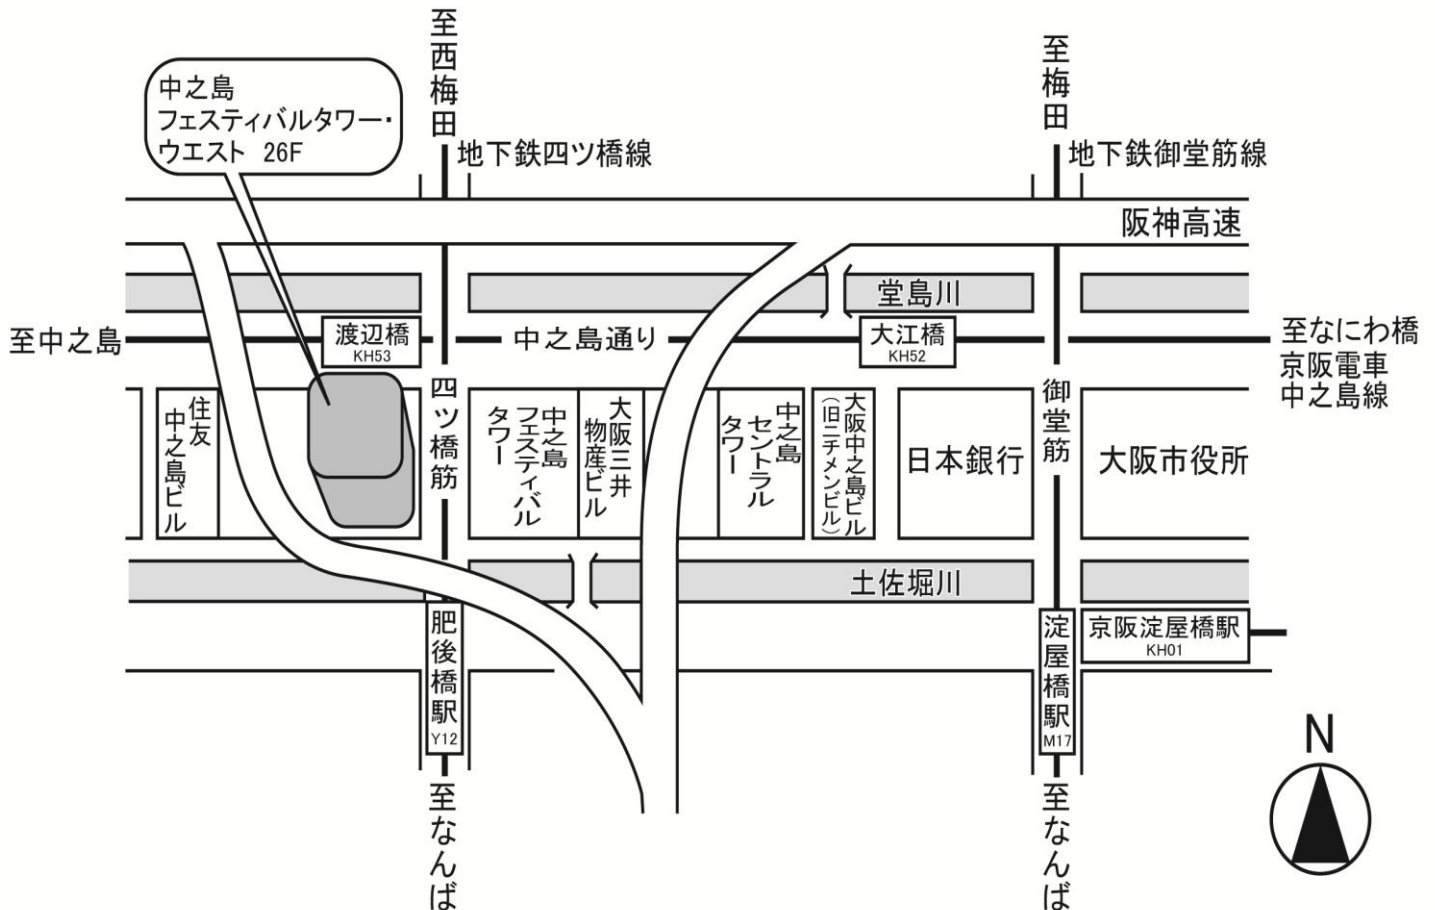 至西梅田
至梅田
中之島
フェスティバルタワー・
ウエスト 26F
地下鉄四ツ橋線
地下鉄御堂筋線
阪神高速
堂島川
至中之島
渡辺橋
KH53
中之島通り
大江橋
KH52
至なにわ橋
京阪電車
中之島線
住友
中之島ビル
四ツ橋筋
中之島
フェスティバル
タワー
大阪三井
物産ビル
中之島
セントラル
タワー
大阪中之島ビル
(旧ニチメンビル)
日本銀行
御堂筋
大阪市役所
土佐堀川
肥後橋駅
Y12
淀屋橋駅
M17
京阪淀屋橋駅
KH01
至なんば
至なんば
N